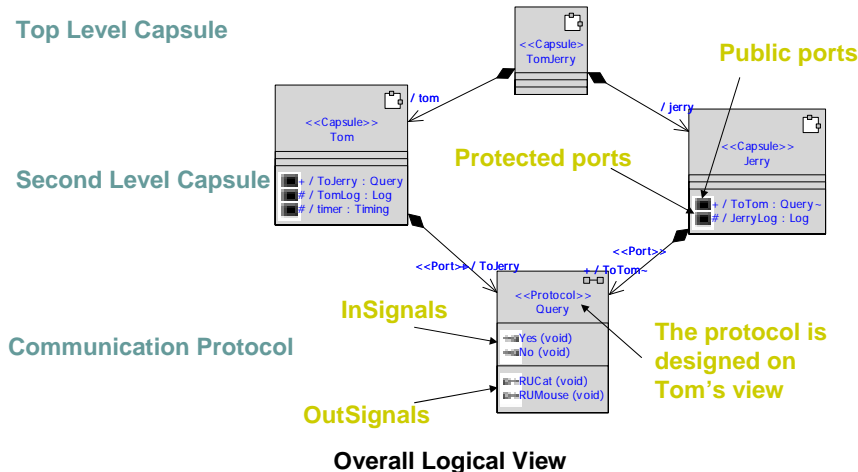 Top Level Capsule
<<Capsule>
TomJerry
Public ports
/ tom
/ jerry
<<Capsule>>
Tom
<<Capsule>>
Jerry
Protected ports
Second Level Capsule
+ / ToJerry : Query
# / TomLog : Log
# / timer : Timing
+ / ToTom : Query~
# / JerryLog : Log
<<Port>+ / ToJerry
<<Port>>
+ / ToTom~
<<Protocol>>
Query
InSignals
Yes (void)
No (void)
Communication Protocol
The protocol is
designed on
Tom's view
RUCat (void)
RUMouse (void)
OutSignals
Overall Logical View